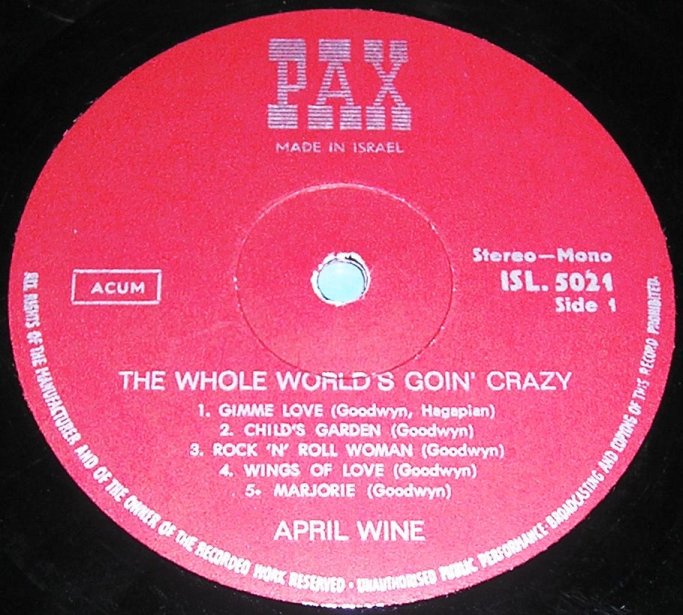 PAX
MADE IN ISRAEL
Stereo—Mono
ISL. 5021
Side 1
ACUM
THE WHOLE WORLD'S GOIN' CRAZY
1. GIMME LOVE (Goodwyn, Hagapian)
2. CHILD'S GARDEN (Goodwyn)
3. ROCK 'N' ROLL WOMAN (Goodwyn)
4. WINGS OF LOVE (Goodwyn)
5. MARJORIE (Goodwyn)
APRIL WINE
ALL RIGHTS OF THE MANUFACTURER AND OF THE OWNER OF THE RECORDED WORK RESERVED • UNAUTHORISED PUBLIC PERFORMANCE BROADCASTING AND COPYING OF THIS RECORD PROHIBITED.